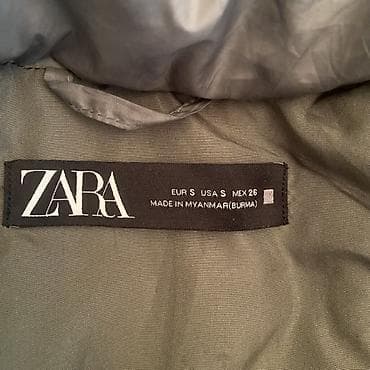 ZARA
EUR S USA S MEX 26
MADE IN MYANMAR(BURMA)